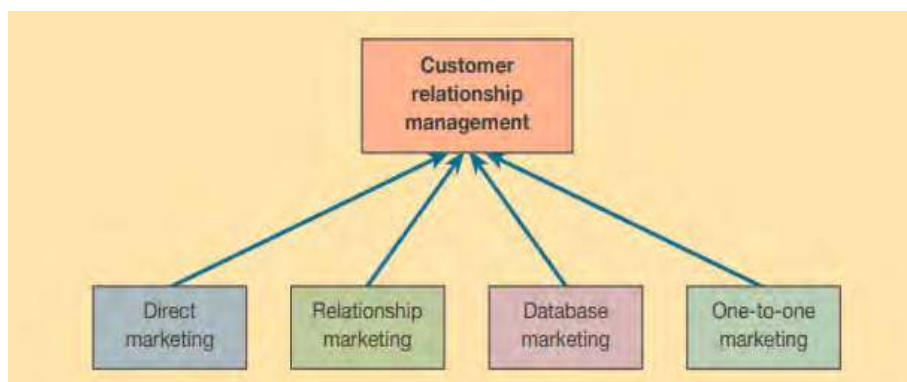 Customer
relationship
management
Direct
marketing
Relationship
marketing
Database
marketing
One-to-one
marketing